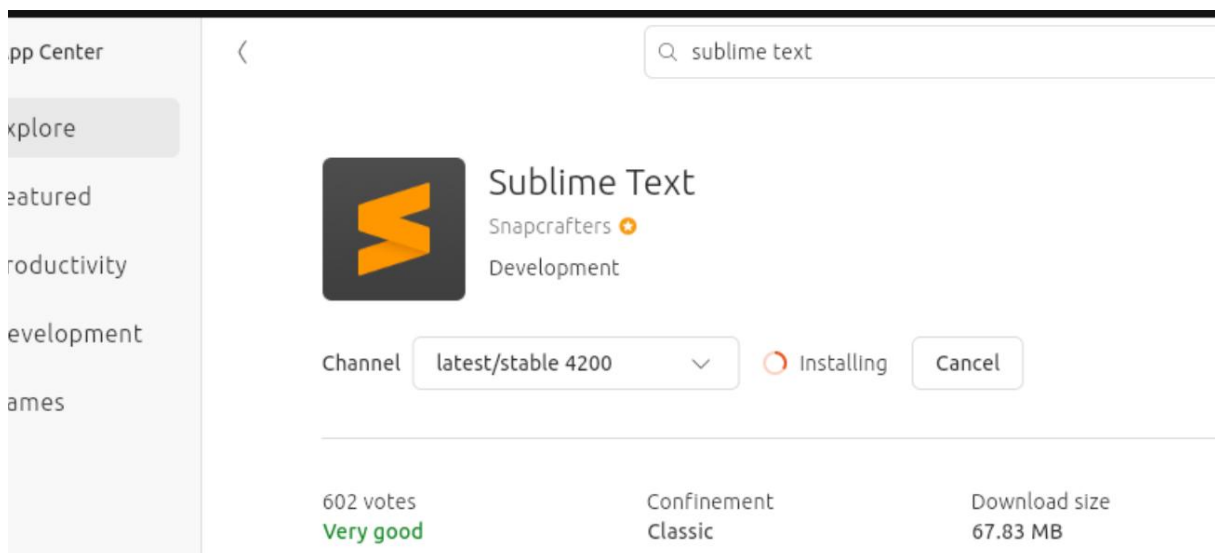 pp Center
sublime text
xplore
eatured
roductivity
evelopment
ames
Sublime Text
Snapcrafters
Development
Channel
latest/stable 4200
Installing
Cancel
602 votes
Very good
Confinement
Classic
Download size
67.83 MB